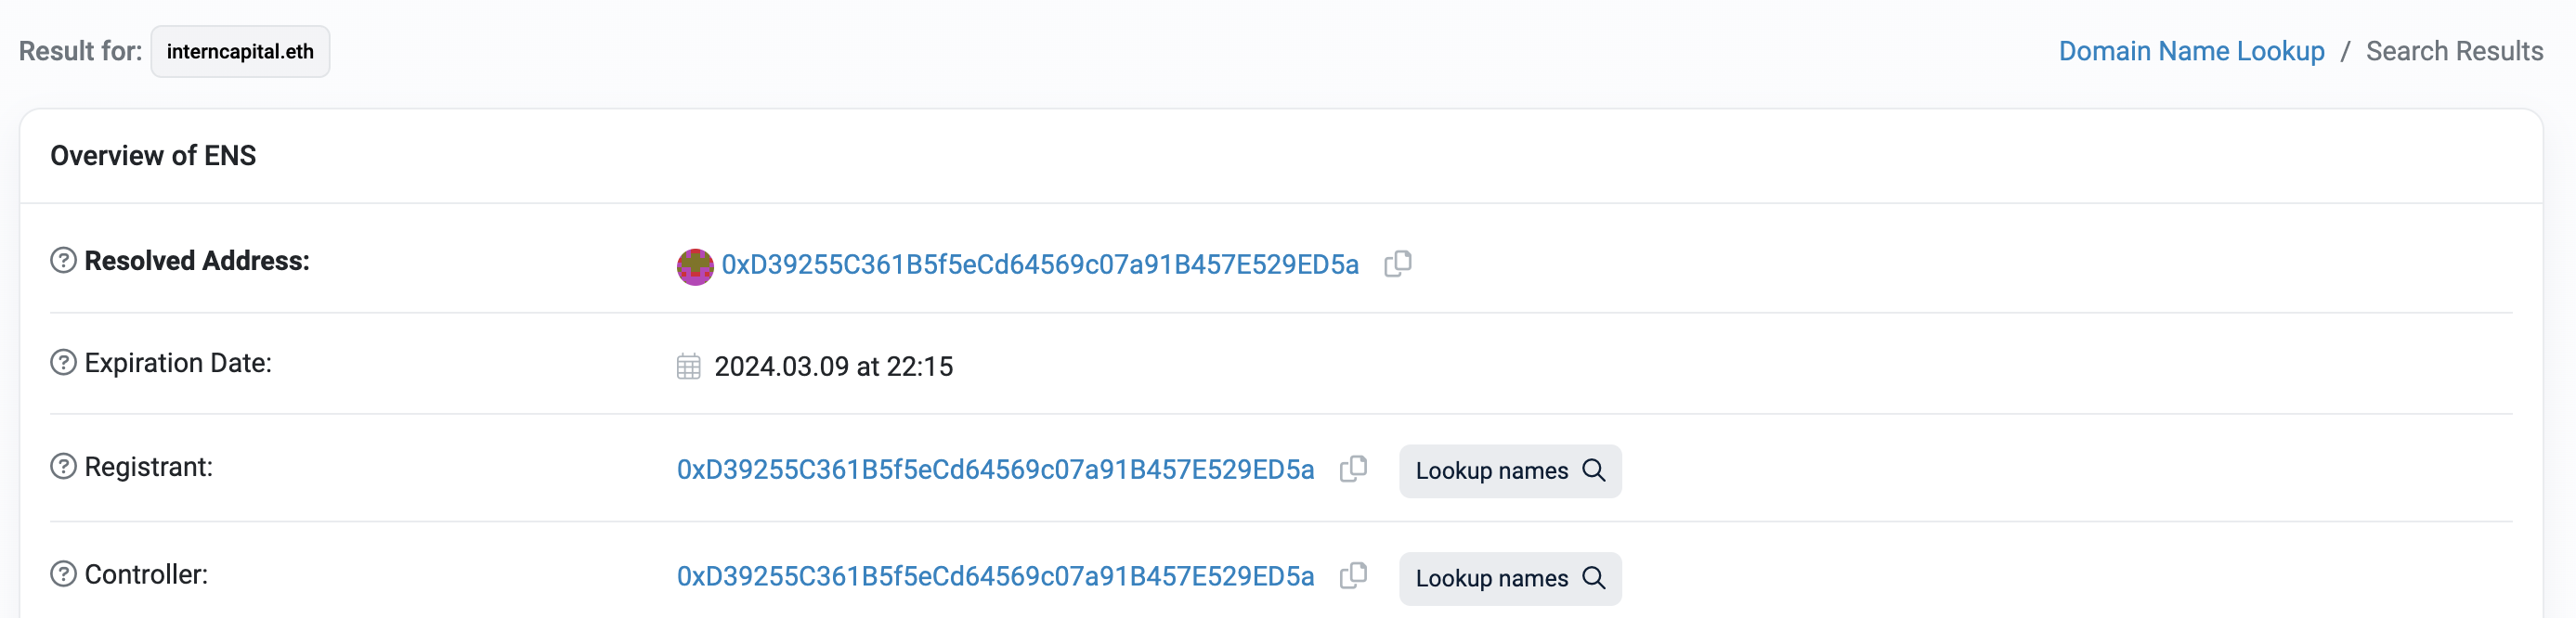 Result for: interncapital.eth Domain Name Lookup / Search Results
Overview of ENS
Resolved Address: 0xD39255C361B5f5eCd64569c07a91B457E529ED5a
Expiration Date: 2024.03.09 at 22:15
Registrant: 0xD39255C361B5f5eCd64569c07a91B457E529ED5a Lookup names
Controller: 0xD39255C361B5f5eCd64569c07a91B457E529ED5a Lookup names